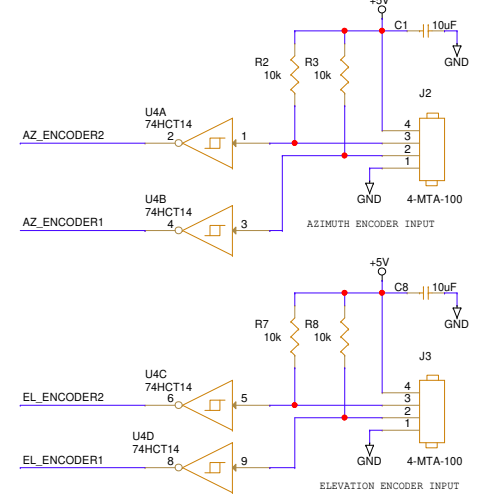 +5V
C1 10uF
GND
R2 R3
10k 10k
J2
U4A
74HCT14
AZ_ENCODER2 2 1
4
3
2
1
U4B
74HCT14
GND 4-MTA-100
AZ_ENCODER1 4 3
AZIMUTH ENCODER INPUT
+5V
C8 10uF
GND
R7 R8
10k 10k
J3
U4C
74HCT14
EL_ENCODER2 6 5
4
3
2
1
U4D
74HCT14
GND 4-MTA-100
EL_ENCODER1 8 9
ELEVATION ENCODER INPUT